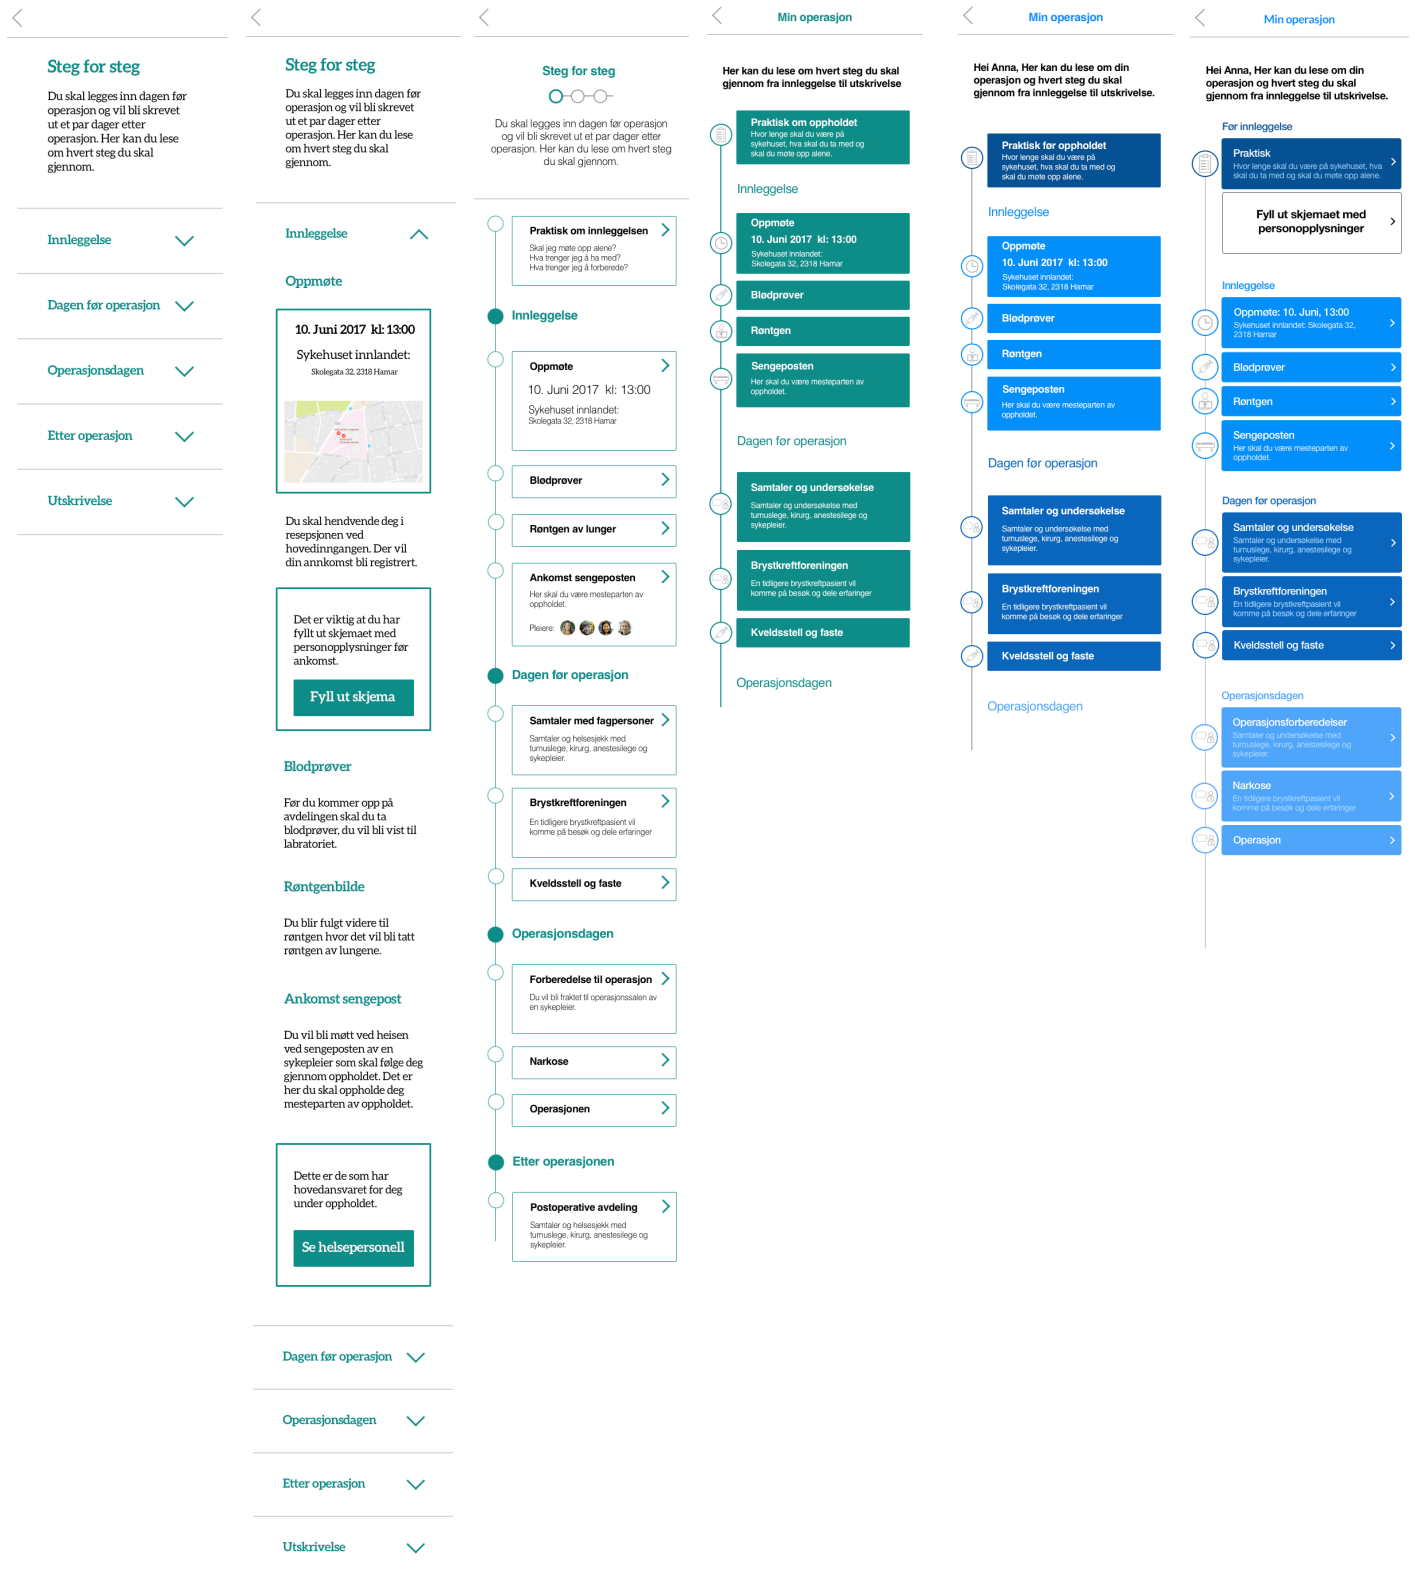 Steg for steg
Du skal legges inn dagen før
operasjon og vil bli skrevet
ut et par dager etter
operasjon. Her kan du lese
om hvert steg du skal
gjennom.
Innleggelse
Dagen før operasjon
Operasjonsdagen
Etter operasjon
Utskrivelse
Steg for steg
Du skal legges inn dagen før
operasjon og vil bli skrevet
ut et par dager etter
operasjon. Her kan du lese
om hvert steg du skal
gjennom.
Innleggelse
Oppmøte
10. Juni 2017 kl: 13:00
Sykehuset innlandet:
Skolegata 32, 2318 Hamar
Du skal hendvende deg i
resepsjonen ved
hovedinngangen. Der vil
din annkomst bli registrert.
Det er viktig at du har
fyllt ut skjemaet med
personopplysninger før
ankomst.
Fyll ut skjema
Blodprøver
Før du kommer opp på
avdelingen skal du ta
blodprøver, du vil bli vist til
labratoriet.
Røntgenbilde
Du blir fulgt videre til
røntgen hvor det vil bli tatt
røntgen av lungene.
Ankomst sengepost
Du vil bli møtt ved heisen
ved sengeposten av en
sykepleier som skal følge deg
gjennom oppholdet. Det er
her du skal oppholde deg
mesteparten av oppholdet.
Dette er de som har
hovedansvaret for deg
under oppholdet.
Se helsepersonell
Dagen før operasjon
Operasjonsdagen
Etter operasjon
Utskrivelse
Steg for steg
Du skal legges inn dagen før operasjon
og vil bli skrevet ut et par dager etter
operasjon. Her kan du lese om hvert steg
du skal gjennom.
Praktisk om innleggelsen
Skal jeg møte opp alene?
Hva trenger jeg å ha med?
Hva trenger jeg å forberede?
Innleggelse
Oppmøte
10. Juni 2017 kl: 13:00
Sykehuset innlandet:
Skolegata 32, 2318 Hamar
Blødprøver
Røntgen av lunger
Ankomst sengeposten
Her skal du være mesteparten av
oppholdet.
Pleiere:
Dagen før operasjon
Samtaler med fagpersoner
Samtaler og helsesjekk med
turnuslege, kirurg, anestesilege og
sykepleier.
Brystkreftforeningen
En tidligere brystkreftpasient vil
komme på besøk og dele erfaringer
Kveldsstell og faste
Operasjonsdagen
Forberedelse til operasjon
Du vil bli fraktet til operasjonssalen av
en sykepleier.
Narkose
Operasjonen
Etter operasjonen
Postoperative avdeling
Samtaler og helsesjekk med
turnuslege, kirurg, anestesilege og
sykepleier.
Min operasjon
Her kan du lese om hvert steg du skal
gjennom fra innleggelse til utskrivelse
Praktisk om oppholdet
Hvor lenge skal du være på
sykehuset, hva skal du ta med og
skal du møte opp alene.
Innleggelse
Oppmøte
10. Juni 2017 kl: 13:00
Sykehuset innlandet:
Skolegata 32, 2318 Hamar
Blødprøver
Røntgen
Sengeposten
Her skal du være mesteparten av
oppholdet.
Dagen før operasjon
Samtaler og undersøkelse
Samtaler og undersøkelse med
turnuslege, kirurg, anestesilege og
sykepleier.
Brystkreftforeningen
En tidligere brystkreftpasient vil
komme på besøk og dele erfaringer
Kveldsstell og faste
Operasjonsdagen
Min operasjon
Hei Anna, Her kan du lese om din
operasjon og hvert steg du skal
gjennom fra innleggelse til utskrivelse.
Praktisk før oppholdet
Hvor lenge skal du være på
sykehuset, hva skal du ta med og
skal du møte opp alene.
Innleggelse
Oppmøte
10. Juni 2017 kl: 13:00
Sykehuset innlandet:
Skolegata 32, 2318 Hamar
Blødprøver
Røntgen
Sengeposten
Her skal du være mesteparten av
oppholdet.
Dagen før operasjon
Samtaler og undersøkelse
Samtaler og undersøkelse med
turnuslege, kirurg, anestesilege og
sykepleier.
Brystkreftforeningen
En tidligere brystkreftpasient vil
komme på besøk og dele erfaringer
Kveldsstell og faste
Operasjonsdagen
Min operasjon
Hei Anna, Her kan du lese om din
operasjon og hvert steg du skal
gjennom fra innleggelse til utskrivelse.
Før innleggelse
Praktisk
Hvor lenge skal du være på sykehuset, hva
skal du ta med og skal du møte opp alene.
Fyll ut skjemaet med
personopplysninger
Innleggelse
Oppmøte: 10. Juni, 13:00
Sykehuset innlandet: Skolegata 32,
2318 Hamar
Blødprøver
Røntgen
Sengeposten
Her skal du være mesteparten av
oppholdet.
Dagen før operasjon
Samtaler og undersøkelse
Samtaler og undersøkelse med
turnuslege, kirurg, anestesilege og
sykepleier.
Brystkreftforeningen
En tidligere brystkreftpasient vil
komme på besøk og dele erfaringer
Kveldsstell og faste
Operasjonsdagen
Operasjonsforberedelser
Samtaler og undersøkelse med
turnuslege, kirurg, anestesilege og
sykepleier.
Narkose
En tidligere brystkreftpasient vil
komme på besøk og dele erfaringer
Operasjon